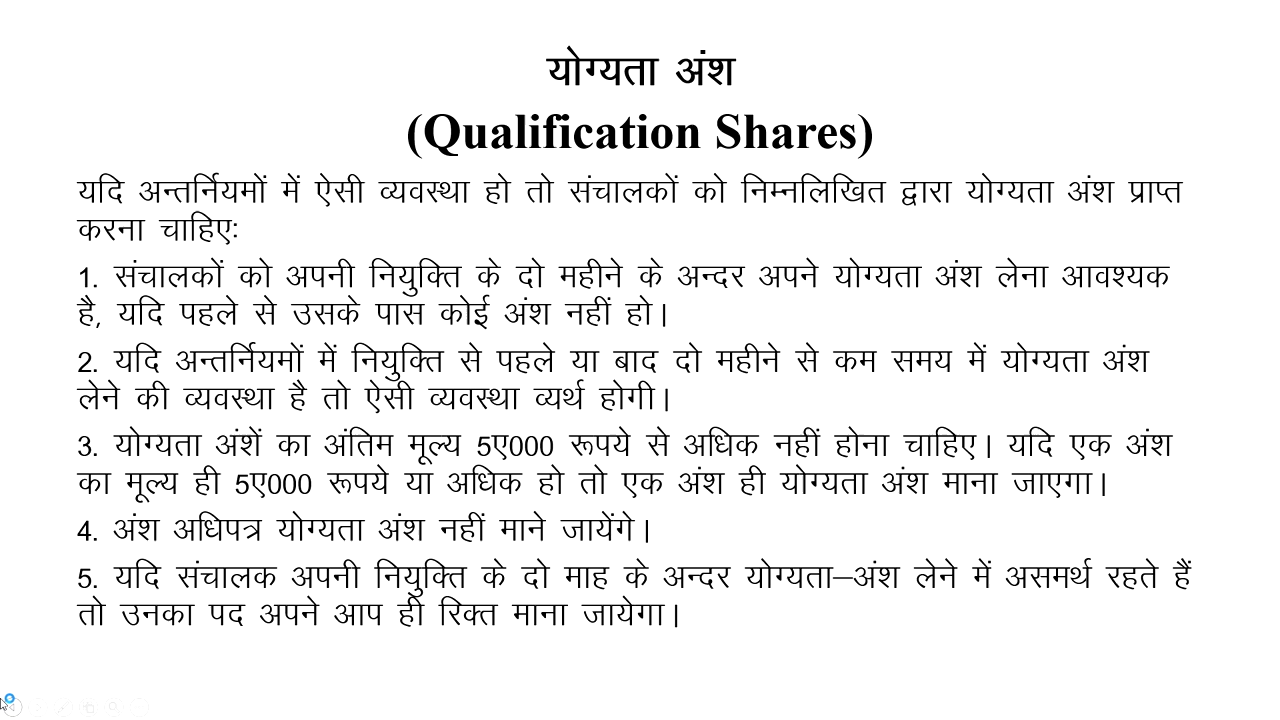 योग्यता अंश
(Qualification Shares)
यदि अन्तर्नियमों में ऐसी व्यवस्था हो तो संचालकों को निम्नलिखित द्वारा योग्यता अंश प्राप्त
करना चाहिएः
1. संचालकों को अपनी नियुक्ति के दो महीने के अन्दर अपने योग्यता अंश लेना आवश्यक
है, यदि पहले से उसके पास कोई अंश नहीं हो।
2. यदि अन्तर्नियमों में नियुक्ति से पहले या बाद दो महीने से कम समय में योग्यता अंश
लेने की व्यवस्था है तो ऐसी व्यवस्था व्यर्थ होगी।
3. योग्यता अंशें का अंतिम मूल्य 5ए000 रूपये से अधिक नहीं होना चाहिए। यदि एक अंश
का मूल्य ही 5ए000 रूपये या अधिक हो तो एक अंश ही योग्यता अंश माना जाएगा।
4. अंश अधिपत्र योग्यता अंश नहीं माने जायेंगे।
5. यदि संचालक अपनी नियुक्ति के दो माह के अन्दर योग्यता–अंश लेने में असमर्थ रहते हैं
तो उनका पद अपने आप ही रिक्त माना जायेगा।